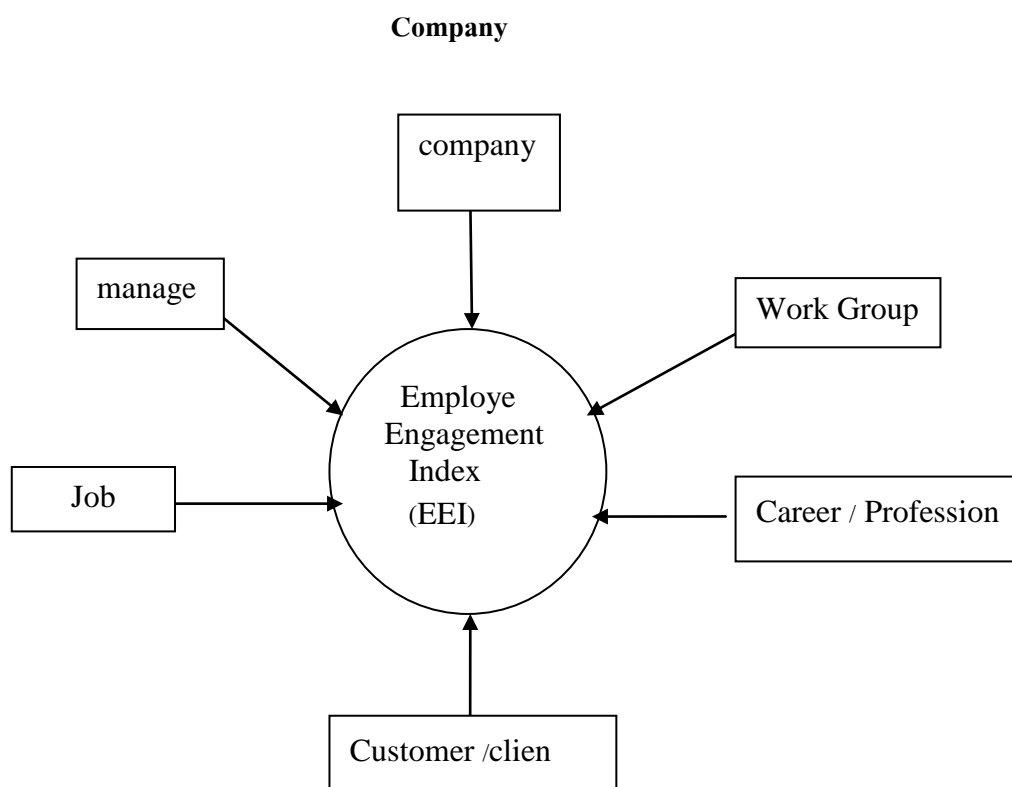 Company
company
manage
Work Group
Employe
Engagement
Index
(EEI)
Job
Career / Profession
Customer /clien